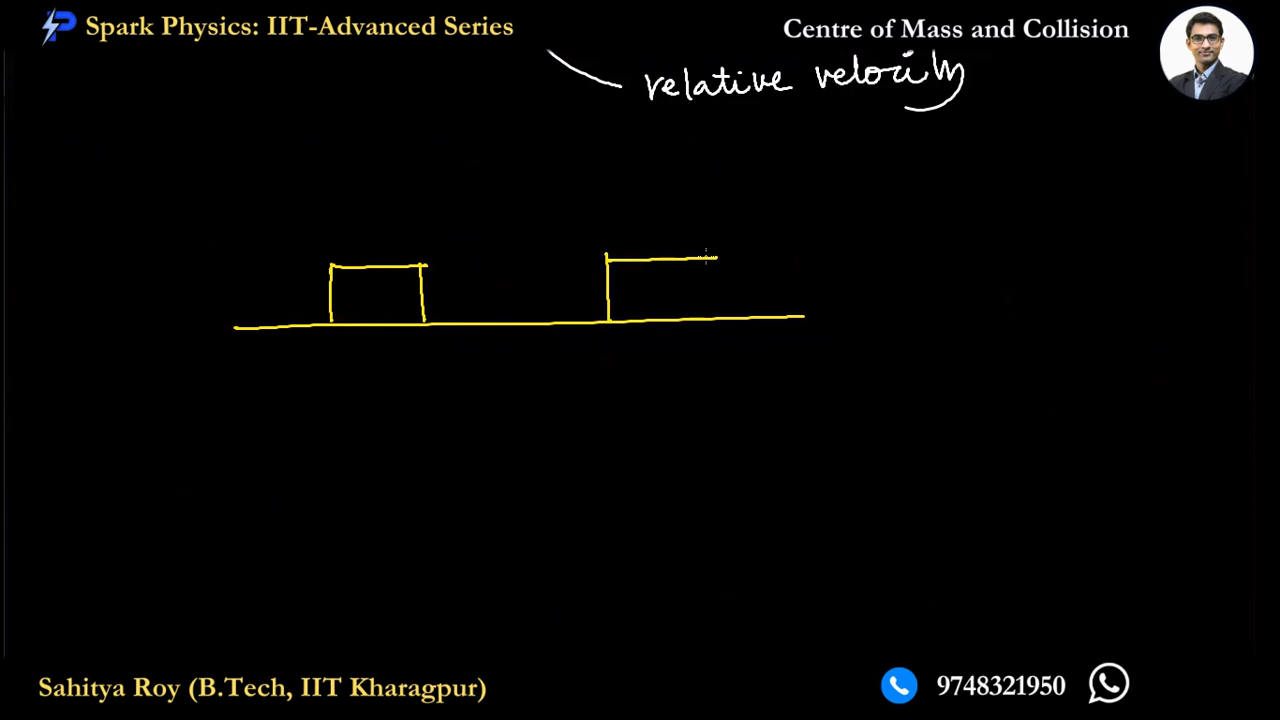 Spark Physics: IIT-Advanced Series
Centre of Mass and Collision
relative velocity
Sahitya Roy (B.Tech, IIT Kharagpur)
9748321950